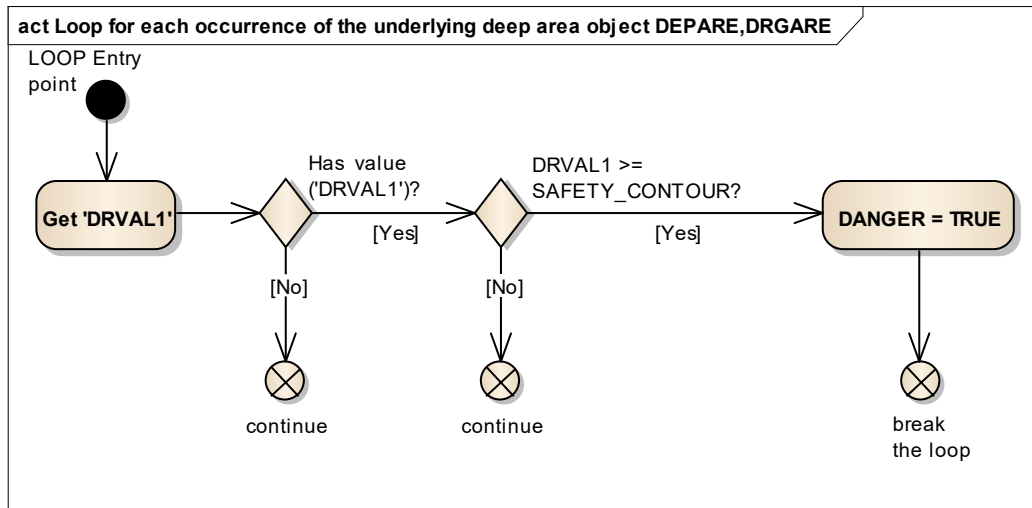 act Loop for each occurrence of the underlying deep area object DEPARE,DRGARE
LOOP Entry
point
Has value
('DRVAL1')?
DRVAL1 >=
SAFETY_CONTOUR?
Get 'DRVAL1'
DANGER = TRUE
[Yes]
[Yes]
[No]
[No]
continue
continue
break
the loop